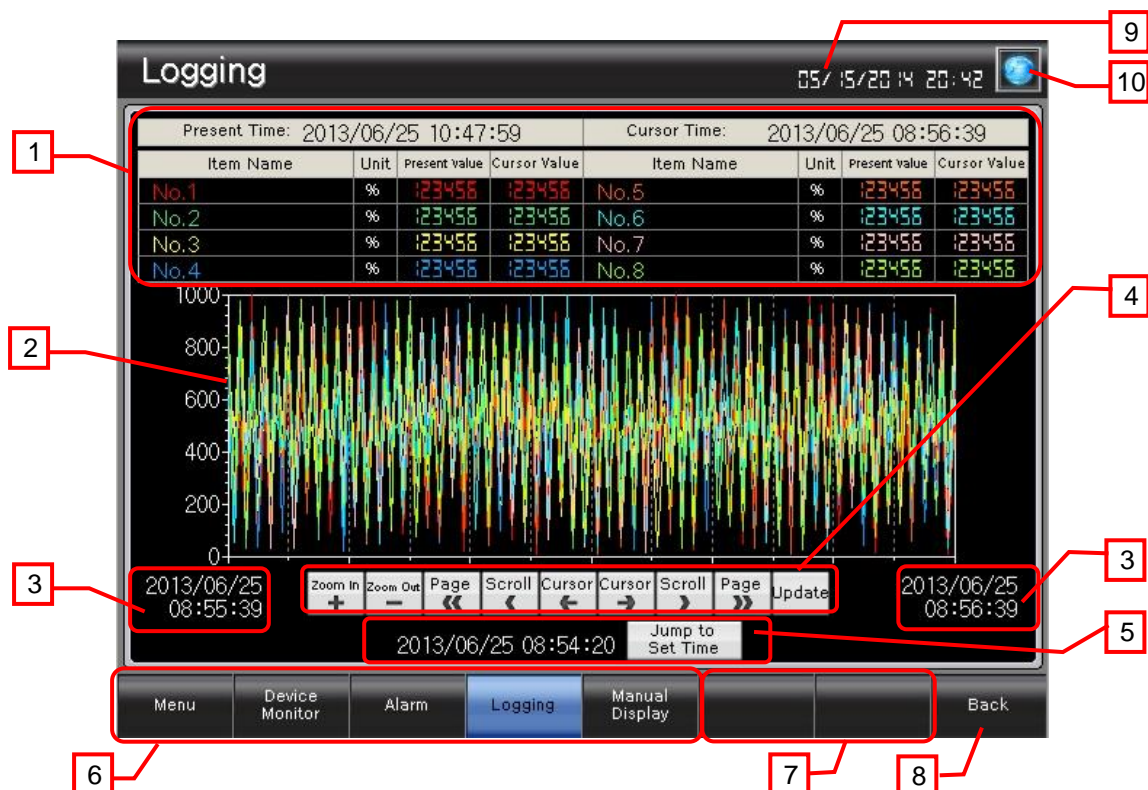 9
Logging
05/15/2014 20:42
10
1
Present Time: 2013/06/25 10:47:59 Cursor Time: 2013/06/25 08:56:39
Item Name Unit Present Value Cursor Value Item Name Unit Present Value Cursor Value
No.1 % 123456 123456 No.5 % 123456 123456
No.2 % 123456 123456 No.6 % 123456 123456
No.3 % 123456 123456 No.7 % 123456 123456
No.4 % 123456 123456 No.8 % 123456 123456
4
2
1000
800
600
400
200
0
3
2013/06/25
08:55:39
Zoom In + Zoom Out − Page « Scroll ‹ Cursor ← Cursor → Scroll › Page » Update
2013/06/25
08:56:39
3
2013/06/25 08:54:20
Jump to
Set Time
5
Menu
Device
Monitor
Alarm
Logging
Manual
Display
Back
6
7
8